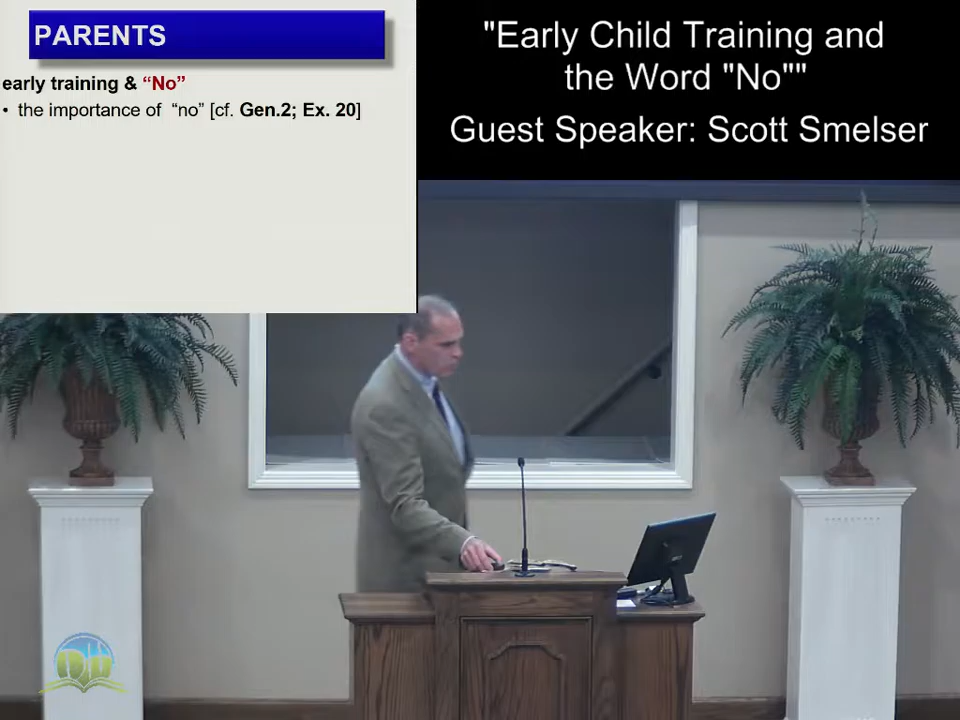 PARENTS
early training & “No”
• the importance of “no” [cf. Gen.2; Ex. 20]
"Early Child Training and
the Word "No""
Guest Speaker: Scott Smelser